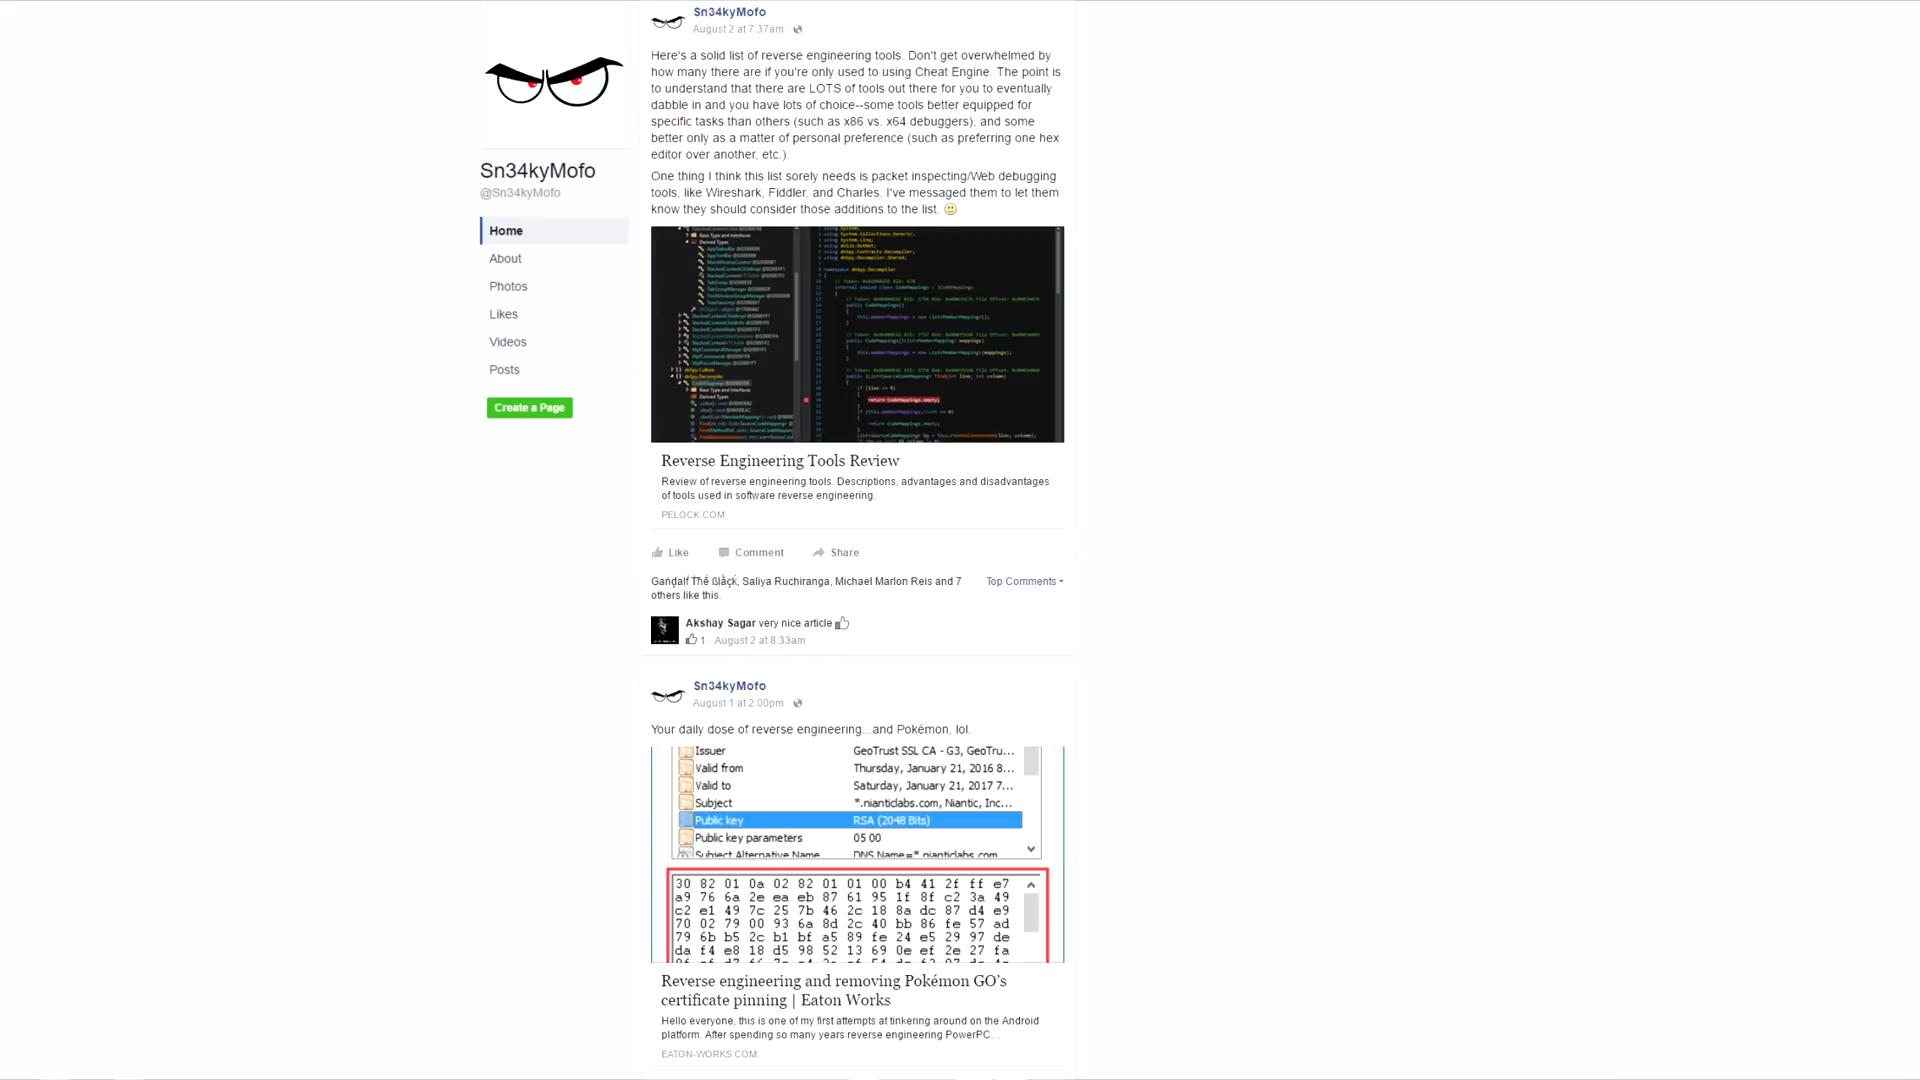 Sn34kyMofo
@Sn34kyMofo
Home
About
Photos
Likes
Videos
Posts
Create a Page
Sn34kyMofo
August 2 at 7:37am
Here's a solid list of reverse engineering tools. Don't get overwhelmed by
how many there are if you're only used to using Cheat Engine. The point is
to understand that there are LOTS of tools out there for you to eventually
dabble in and you have lots of choice--some tools better equipped for
specific tasks than others (such as x86 vs. x64 debuggers), and some
better only as a matter of personal preference (such as preferring one hex
editor over another, etc.).
One thing I think this list sorely needs is packet inspecting/Web debugging
tools, like Wireshark, Fiddler, and Charles. I've messaged them to let them
know they should consider those additions to the list.
Reverse Engineering Tools Review
Review of reverse engineering tools. Descriptions, advantages and disadvantages
of tools used in software reverse engineering.
PELOCK.COM
Like Comment Share
Saliya Ruchiranga, Michael Marlon Reis and 7
others like this.
Top Comments
Akshay Sagar very nice article
1 · August 2 at 8:33am
Sn34kyMofo
August 1 at 2:00pm
Your daily dose of reverse engineering...and Pokémon, lol.
Issuer GeoTrust SSL CA - G3, GeoTru...
Valid from Thursday, January 21, 2016 8...
Valid to Saturday, January 21, 2017 7...
Subject *.nianticlabs.com, Niantic, Inc...
Public key RSA (2048 Bits)
Public key parameters 05 00
Subject Alternative Name DNS Name=*.nianticlabs.com
30 82 01 0a 02 82 01 01 00 b4 41 2f ff e7
a9 76 6a 2e ea eb 87 61 95 1f 8f c2 3a 49
c2 e1 49 7c 25 7b 46 2c 18 8a dc 87 d4 e9
70 02 79 00 93 6a 8d 2c 40 bb 86 fe 57 ad
79 6b b5 2c b1 bf a5 89 fe 24 e5 29 97 de
da f4 e8 18 d5 98 52 13 69 0e ef 2e 27 fa
Reverse engineering and removing Pokémon GO's
certificate pinning | Eaton Works
Hello everyone, this is one of my first attempts at tinkering around on the Android
platform. After spending so many years reverse engineering PowerPC...
EATON-WORKS.COM